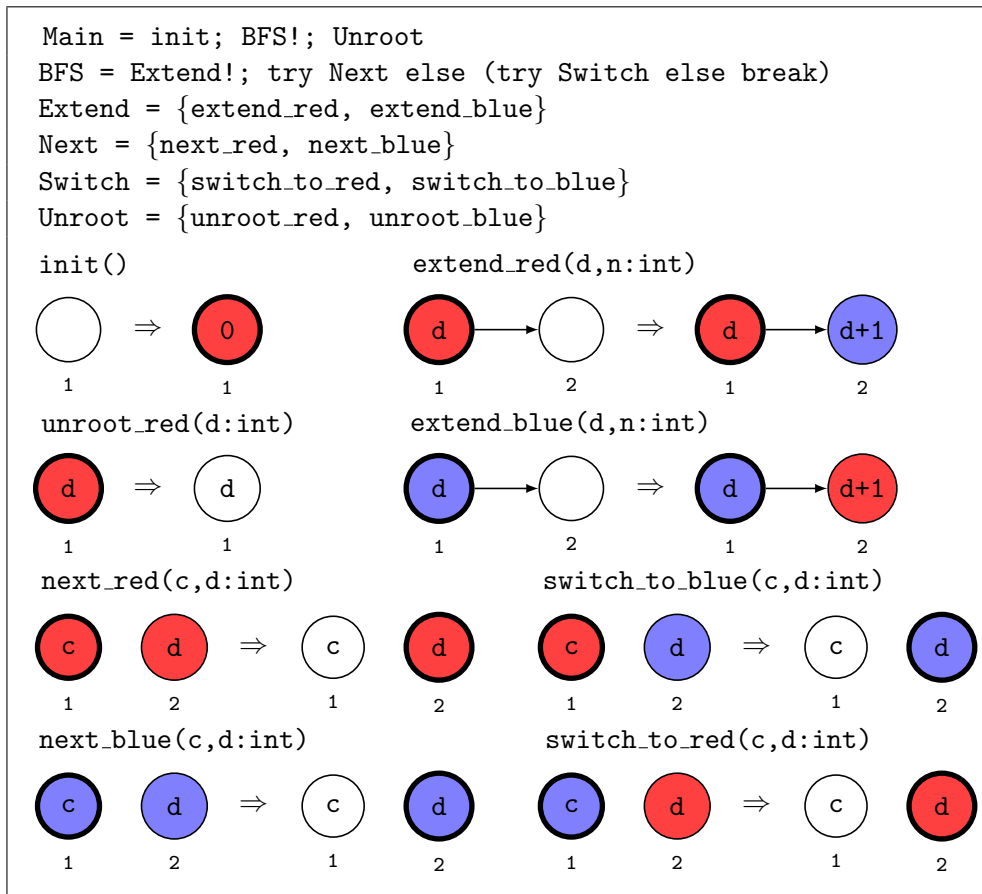 Main = init; BFS!; Unroot
BFS = Extend!; try Next else (try Switch else break)
Extend = {extend_red, extend_blue}
Next = {next_red, next_blue}
Switch = {switch_to_red, switch_to_blue}
Unroot = {unroot_red, unroot_blue}
init() extend_red(d,n:int)
⇒ 0 d ⇒ d d+1
1 1 1 2 1 2
unroot_red(d:int) extend_blue(d,n:int)
d ⇒ d d ⇒ d d+1
1 1 1 2 1 2
next_red(c,d:int) switch_to_blue(c,d:int)
c d ⇒ c d c d ⇒ c d
1 2 1 2 1 2 1 2
next_blue(c,d:int) switch_to_red(c,d:int)
c d ⇒ c d c d ⇒ c d
1 2 1 2 1 2 1 2